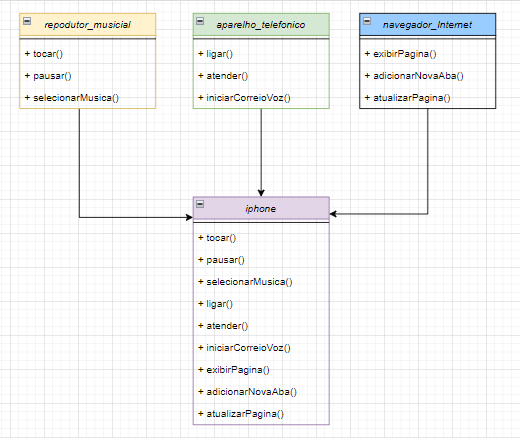 repodutor_musicial
+ tocar()
+ pausar()
+ selecionarMusica()
aparelho_telefonico
+ ligar()
+ atender()
+ iniciarCorreioVoz()
navegador_Internet
+ exibirPagina()
+ adicionarNovaAba()
+ atualizarPagina()
iphone
+ tocar()
+ pausar()
+ selecionarMusica()
+ ligar()
+ atender()
+ iniciarCorreioVoz()
+ exibirPagina()
+ adicionarNovaAba()
+ atualizarPagina()